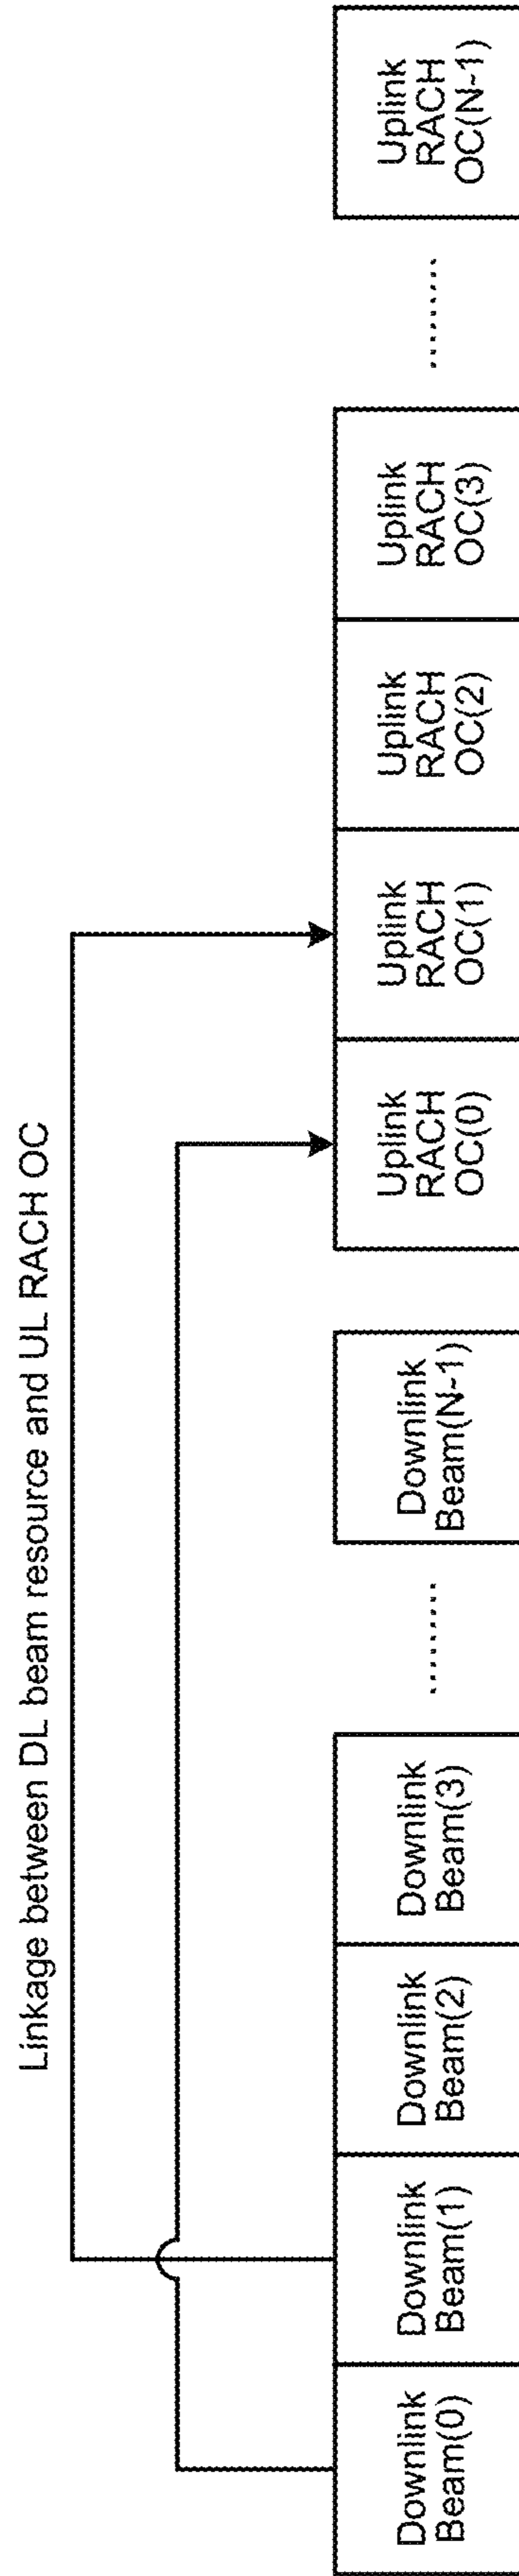 Linkage between DL beam resource and UL RACH OC
Downlink
Beam(0)
Downlink
Beam(1)
Downlink
Beam(2)
Downlink
Beam(3)
.........
Downlink
Beam(N-1)
Uplink
RACH
OC(0)
Uplink
RACH
OC(1)
Uplink
RACH
OC(2)
Uplink
RACH
OC(3)
.........
Uplink
RACH
OC(N-1)